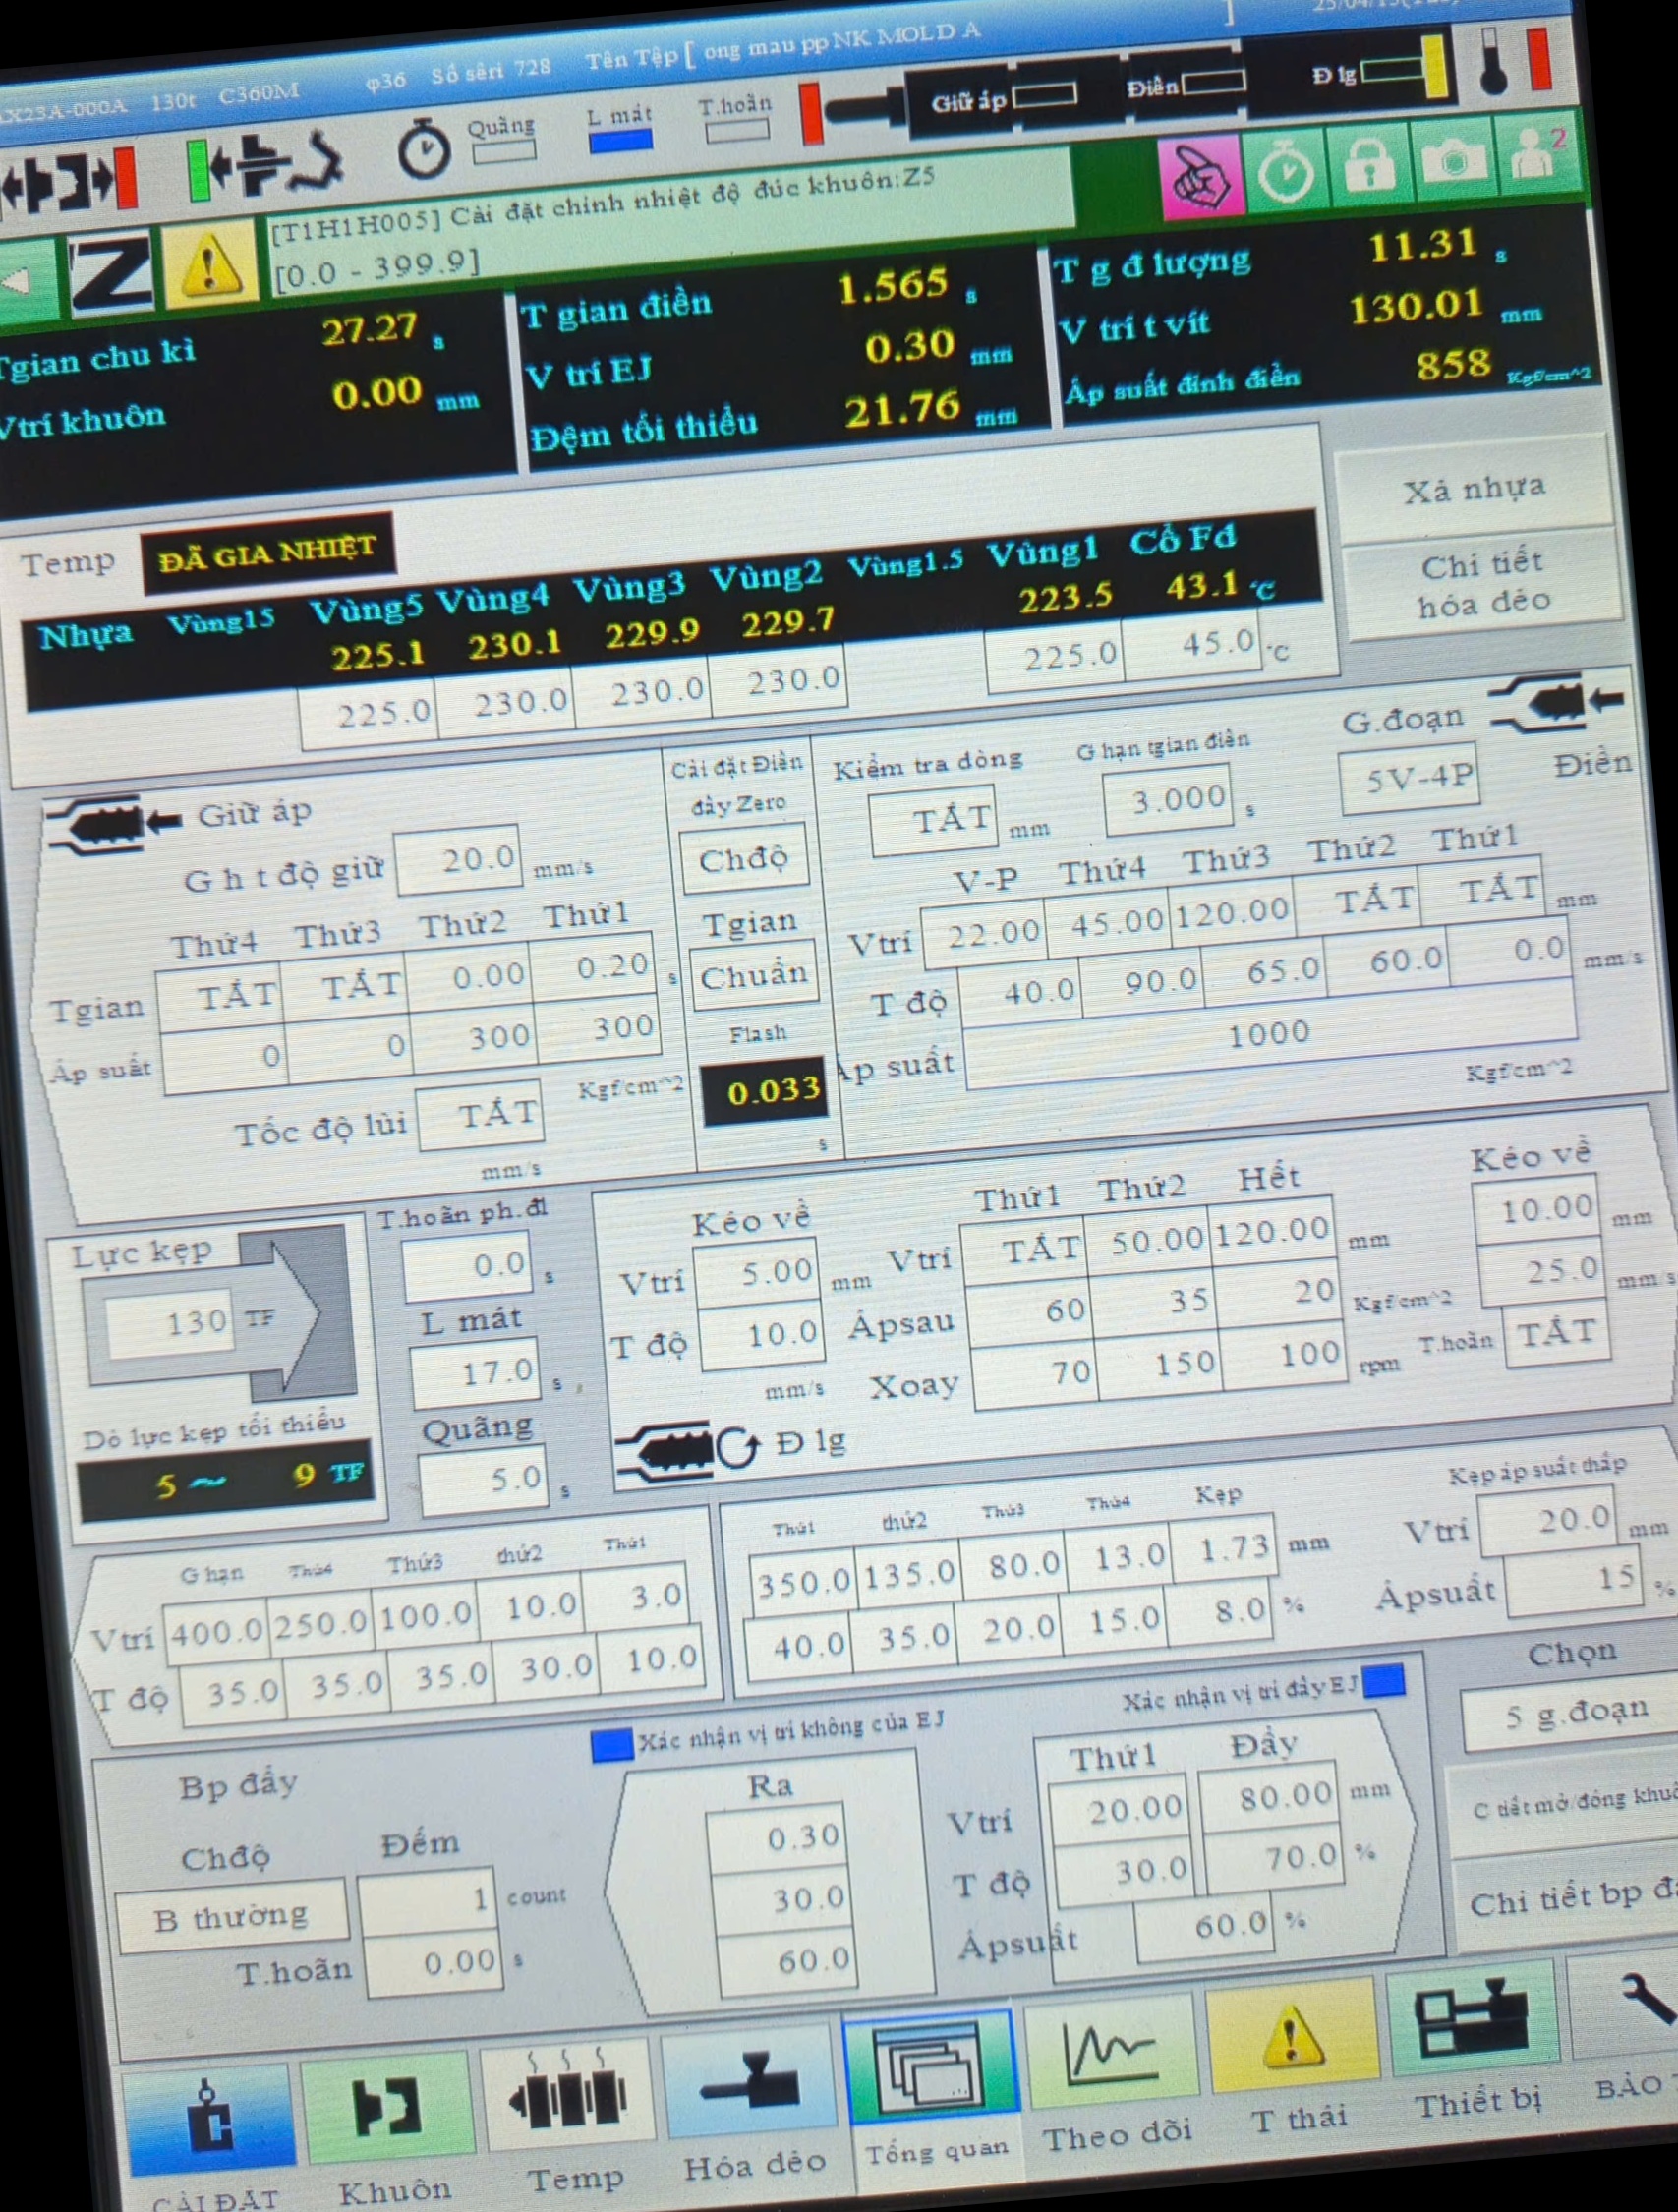 130t C360M φ36 Số sêri 728 Tên Tệp [ ong mau pp NK MOLD A ]
Quãng L mát T.hoãn Giữ áp Điền Đ lg
2
[T1H1H005] Cài đặt chinh nhiệt độ đúc khuôn:Z5
[0.0 - 399.9]
Tgian chu kì 27.27 s T gian điền 1.565 s T g đ lượng 11.31 s
Vtrí khuôn 0.00 mm V trí EJ 0.30 mm V trí t vít 130.01 mm
Đệm tối thiểu 21.76 mm Áp suất đỉnh điền 858 Kgf/cm^2
Temp ĐÃ GIA NHIỆT Xả nhựa
Nhựa Vùng15 Vùng5 Vùng4 Vùng3 Vùng2 Vùng1.5 Vùng1 Cổ Fd
225.1 230.1 229.9 229.7 223.5 43.1 °C
225.0 230.0 230.0 230.0 225.0 45.0 °C
Chi tiết
hóa dẻo
Giữ áp
G h t độ giữ 20.0 mm/s
Thứ4 Thứ3 Thứ2 Thứ1
Tgian TẮT TẮT 0.00 0.20 s
Áp suất 0 0 300 300
Kgf/cm^2
Tốc độ lùi TẮT
mm/s
Cài đặt Điền
đầy Zero
Chđộ
Tgian
Chuẩn
Flash
0.033
s
Kiểm tra dòng G hạn tgian điền G.đoạn
TẮT mm 3.000 s 5V-4P Điền
V-P Thứ4 Thứ3 Thứ2 Thứ1
Vtrí 22.00 45.00 120.00 TẮT TẮT mm
T độ 40.0 90.0 65.0 60.0 0.0 mm/s
Áp suất 1000
Kgf/cm^2
Lực kẹp
130 TF
Dò lực kẹp tối thiểu
5 ~ 9 TF
T.hoãn ph.đl
0.0 s
L mát
17.0 s
Quãng
5.0 s
Kéo về Thứ1 Thứ2 Hết Kéo về
Vtrí 5.00 mm Vtrí TẮT 50.00 120.00 mm 10.00 mm
T độ 10.0 Ápsau 60 35 20 Kgf/cm^2 25.0 mm/s
mm/s Xoay 70 150 100 rpm T.hoãn TẮT
Đ lg
G hạn Thứ4 Thứ3 thứ2 Thứ1
Vtrí 400.0 250.0 100.0 10.0 3.0
T độ 35.0 35.0 35.0 30.0 10.0
Thứ1 thứ2 Thứ3 Thứ4 Kẹp Kẹp áp suất thấp
350.0 135.0 80.0 13.0 1.73 mm Vtrí 20.0 mm
40.0 35.0 20.0 15.0 8.0 % Ápsuất 15 %
Xác nhận vị trí không của EJ Xác nhận vị trí đầy EJ Chọn
5 g.đoạn
Bp đẩy Ra Thứ1 Đẩy
Chđộ Đếm 0.30 Vtrí 20.00 80.00 mm
B thường 1 count 30.0 T độ 30.0 70.0 %
T.hoãn 0.00 s 60.0 Ápsuất 60.0 %
C tiết mở/đóng
Chi tiết bp
CÀI ĐẶT Khuôn Temp Hóa dẻo Tổng quan Theo dõi T thái Thiết bị BẢO